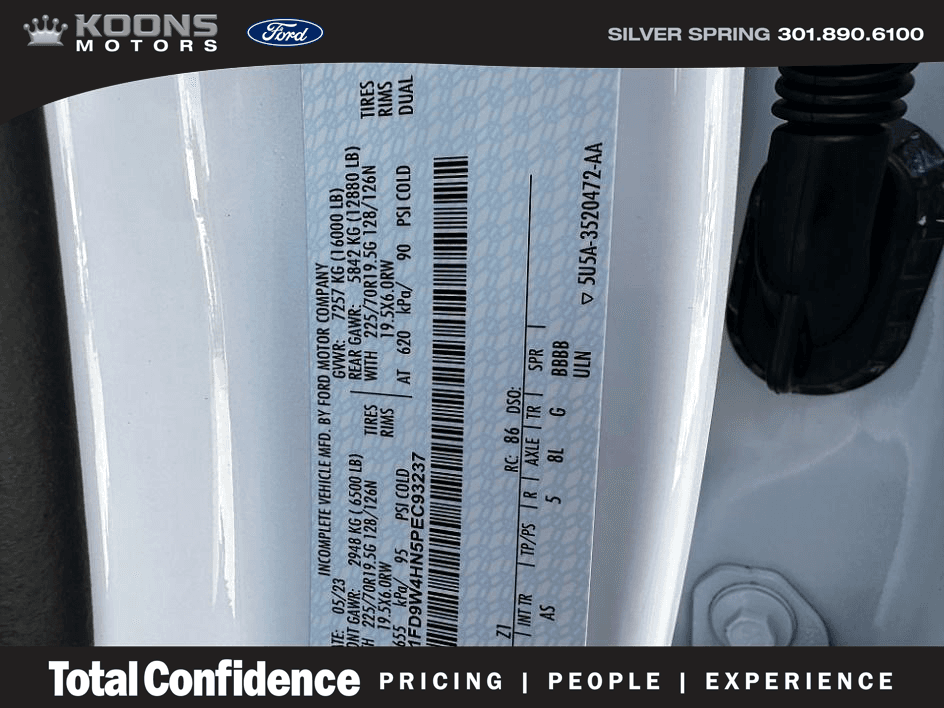 KOONS
MOTORS
Ford
SILVER SPRING 301.890.6100
INCOMPLETE VEHICLE MFD. BY FORD MOTOR COMPANY
05/23 GVWR: 7257 KG (16000 LB)
GAWR: 2948 KG ( 6500 LB) REAR GAWR: 5842 KG (12880 LB)
225/70R19.5G 128/126N TIRES WITH 225/70R19.5G 128/126N TIRES
19.5X6.0RW RIMS 19.5X6.0RW RIMS
655 kPa/ 95 PSI COLD AT 620 kPa/ 90 PSI COLD DUAL
1FD9W4HN5PEC93237
Z1 RC: 86 DSO:
INT TR | TP/PS | R | AXLE | TR | SPR |
AS 5 8L G BBBB
ULN
▽ 5U5A-3520472-AA
Total Confidence PRICING | PEOPLE | EXPERIENCE